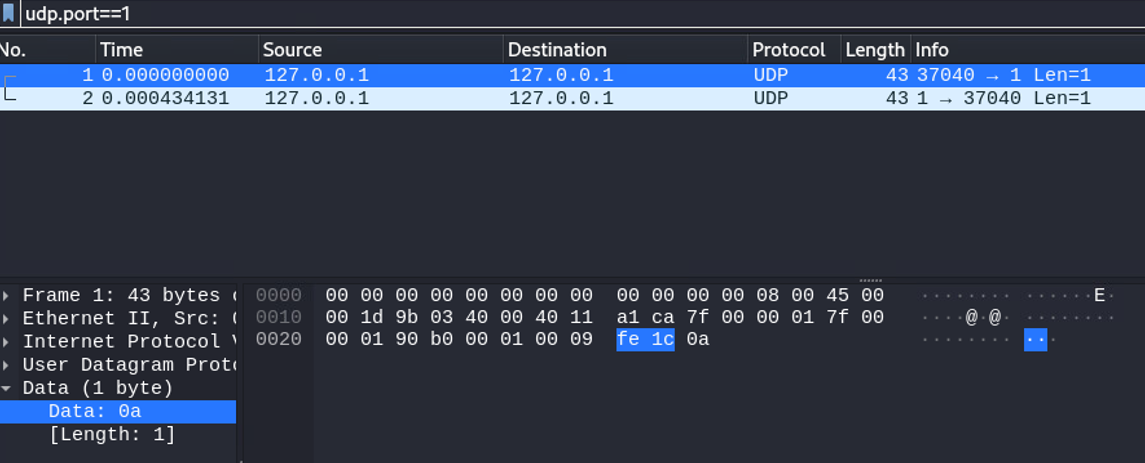 udp.port==1
No. Time Source Destination Protocol Length Info
1 0.000000000 127.0.0.1 127.0.0.1 UDP 43 37040 → 1 Len=1
2 0.000434131 127.0.0.1 127.0.0.1 UDP 43 1 → 37040 Len=1
Frame 1: 43 bytes
Ethernet II, Src:
Internet Protocol
User Datagram Proto
Data (1 byte)
Data: 0a
[Length: 1]
0000 00 00 00 00 00 00 00 00 00 00 00 00 08 00 45 00 ········ ······E·
0010 00 1d 9b 03 40 00 40 11 a1 ca 7f 00 00 01 7f 00 ····@·@· ········
0020 00 01 90 b0 00 01 00 09 fe 1c 0a ········ ···